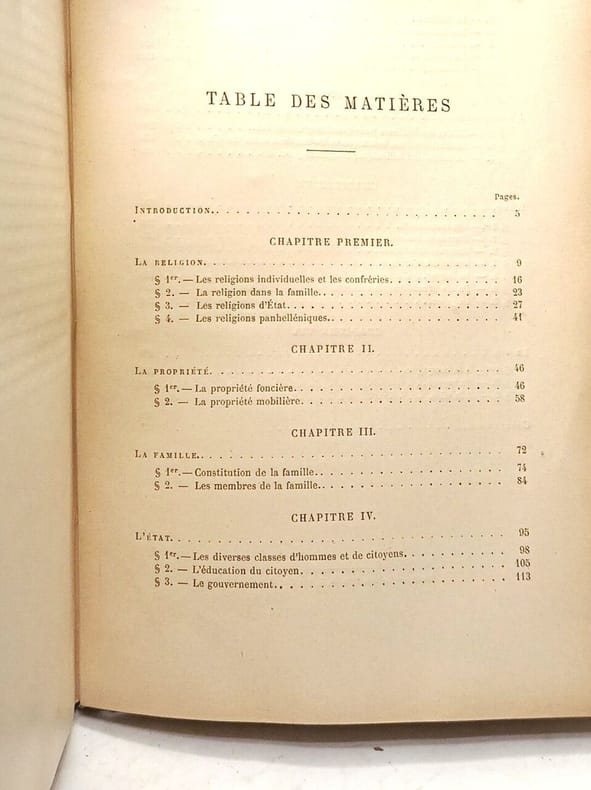 TABLE DES MATIÈRES
Pages.
INTRODUCTION. 5
CHAPITRE PREMIER.
LA RELIGION. 9
§ 1er. — Les religions individuelles et les confréries. 16
§ 2. — La religion dans la famille. 23
§ 3. — Les religions d'État. 27
§ 4. — Les religions panhelléniques. 41
CHAPITRE II.
LA PROPRIÉTÉ. 46
§ 1er. — La propriété foncière. 46
§ 2. — La propriété mobilière. 58
CHAPITRE III.
LA FAMILLE. 72
§ 1er. — Constitution de la famille. 74
§ 2. — Les membres de la famille. 84
CHAPITRE IV.
L'ÉTAT. 95
§ 1er. — Les diverses classes d'hommes et de citoyens. 98
§ 2. — L'éducation du citoyen. 105
§ 3. — Le gouvernement. 113